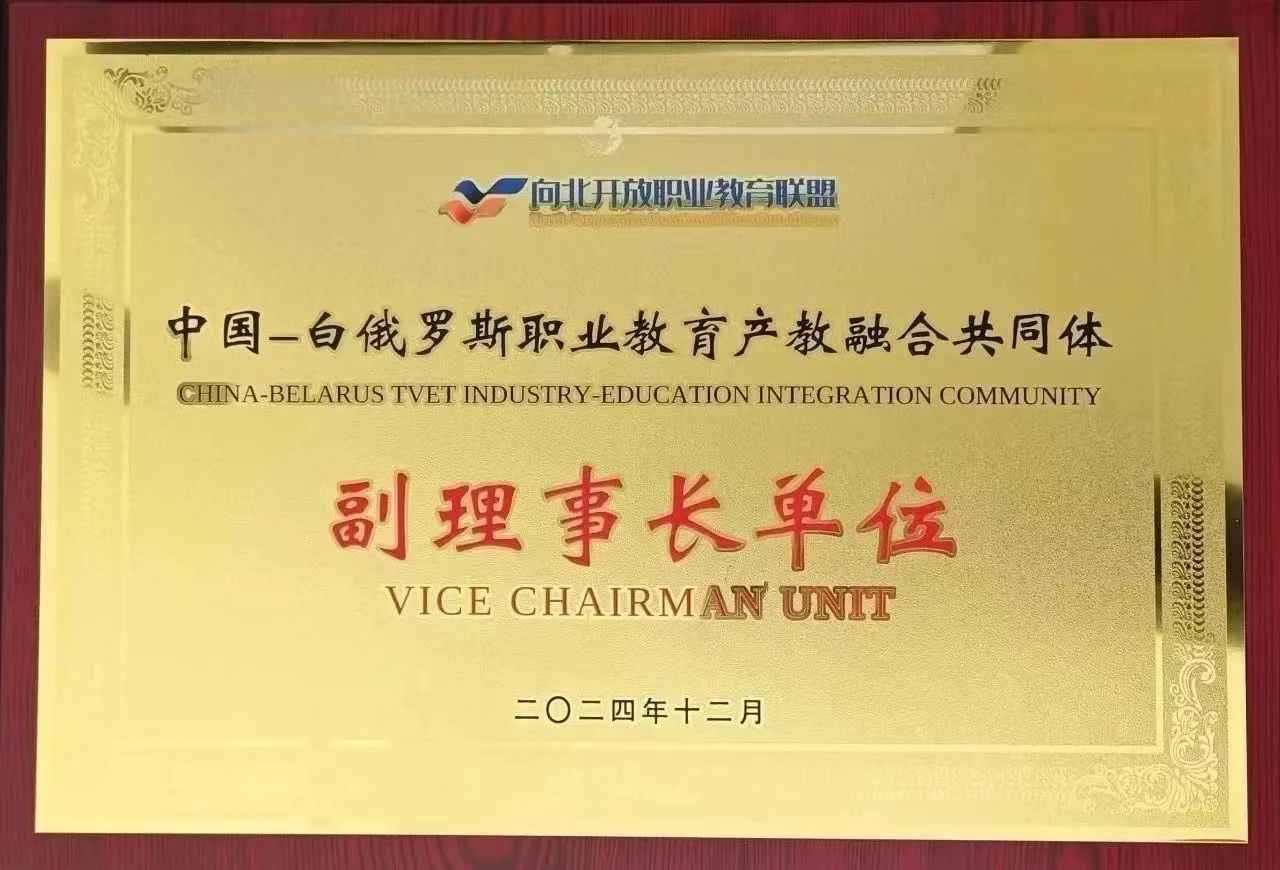 向北开放职业教育联盟
中国–白俄罗斯职业教育产教融合共同体
CHINA-BELARUS TVET INDUSTRY-EDUCATION INTEGRATION COMMUNITY
副理事长单位
VICE CHAIRMAN UNIT
二〇二四年十二月